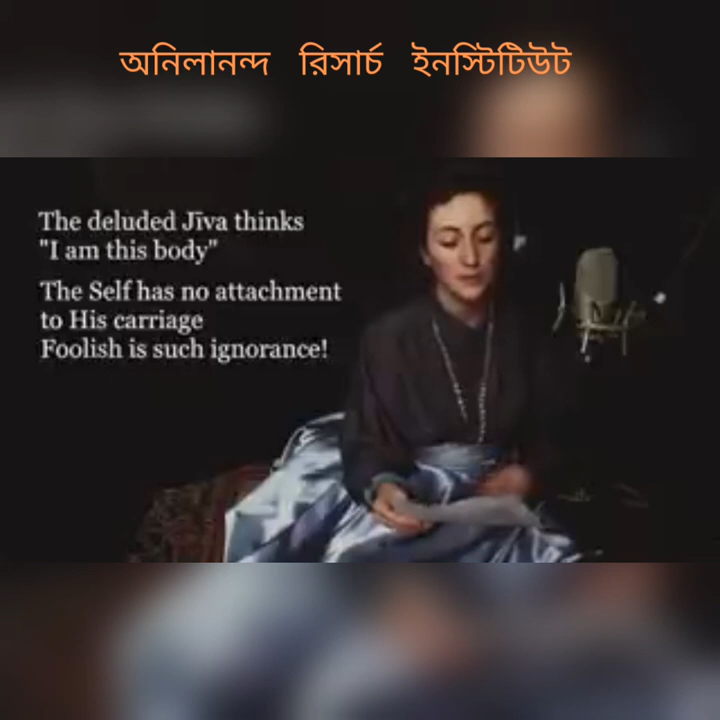 অনিলানন্দ রিসার্চ ইনস্টিটিউট
The deluded Jīva thinks
"I am this body"
The Self has no attachment
to His carriage
Foolish is such ignorance!